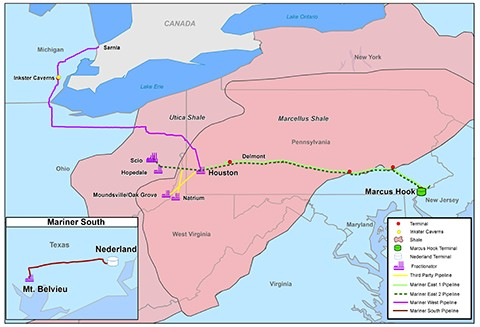 Lake Ontario
CANADA
Michigan
Sarnia
New York
Inkster Caverns
Lake Erie
Utica Shale
Marcellus Shale
Pennsylvania
Scio
Delmont
Ohio
Hopedale
Houston
Moundsville/Oak Grove
Natrium
Marcus Hook
New Jersey
Maryland
West Virginia
Virginia
Mariner South
Texas
Nederland
Mt. Belvieu
Terminal
Inkster Caverns
Shale
Marcus Hook Terminal
Nederland Terminal
Fractionator
Third Party Pipeline
Mariner East 1 Pipeline
Mariner East 2 Pipeline
Mariner West Pipeline
Mariner South Pipeline